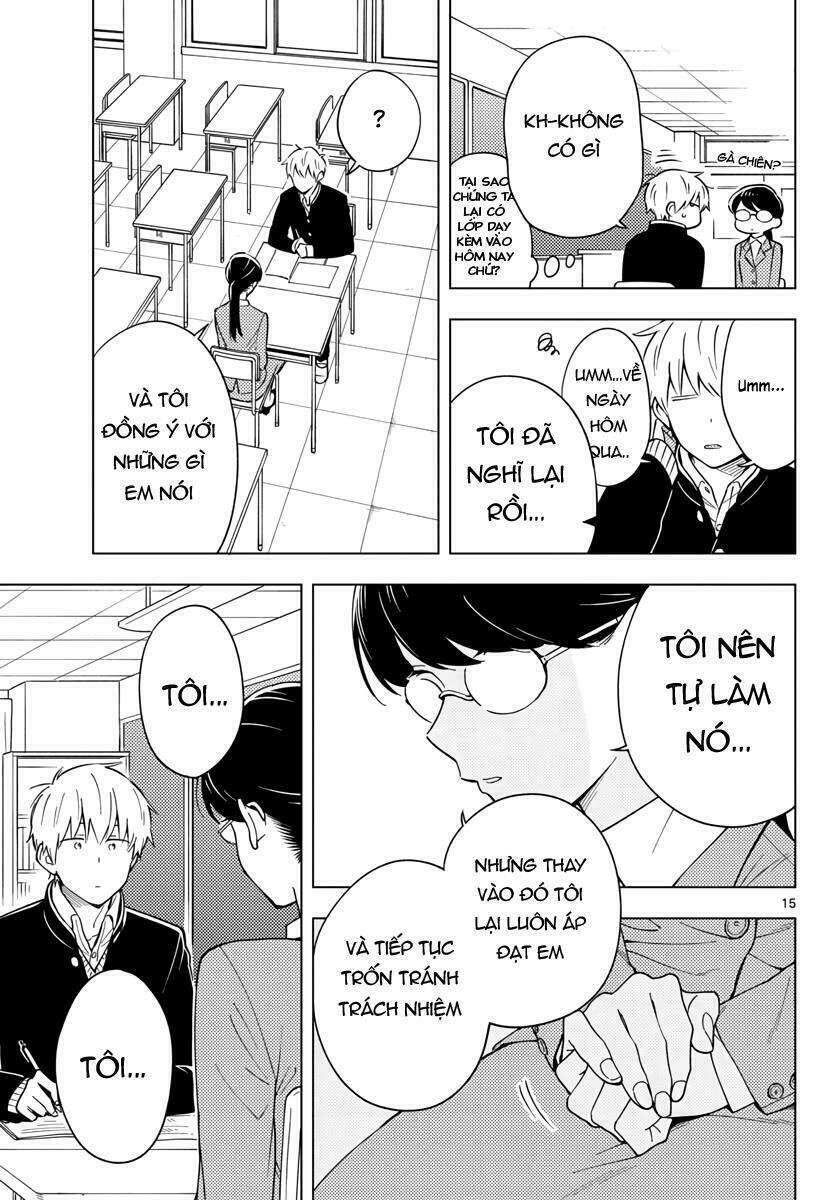 KH-KHÔNG
CÓ GÌ
GÀ CHIÊN?
TẠI SAO
CHÚNG TA
LẠI CÓ
LỚP DẠY
KÈM VÀO
HÔM NAY
CHỨ?
?
UMM...
UMM...VỀ
NGÀY
HÔM
QUA..
TÔI ĐÃ
NGHĨ LẠI
RỒI...
VÀ TÔI
ĐỒNG Ý VỚI
NHỮNG GÌ
EM NÓI
TÔI NÊN
TỰ LÀM
NÓ...
NHƯNG THAY
VÀO ĐÓ TÔI
LẠI LUÔN ÁP
ĐẠT EM
VÀ TIẾP TỤC
TRỐN TRÁNH
TRÁCH NHIỆM
TÔI...
TÔI...
15